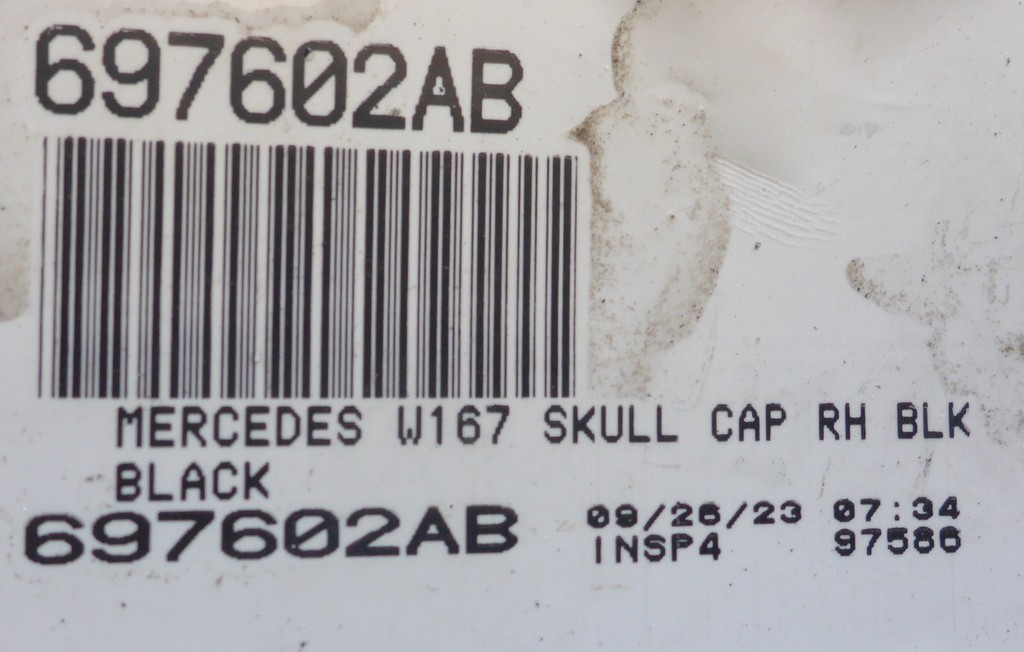 697602AB
MERCEDES W167 SKULL CAP RH BLK
BLACK
697602AB
09/26/23 07:34
INSP4 97586